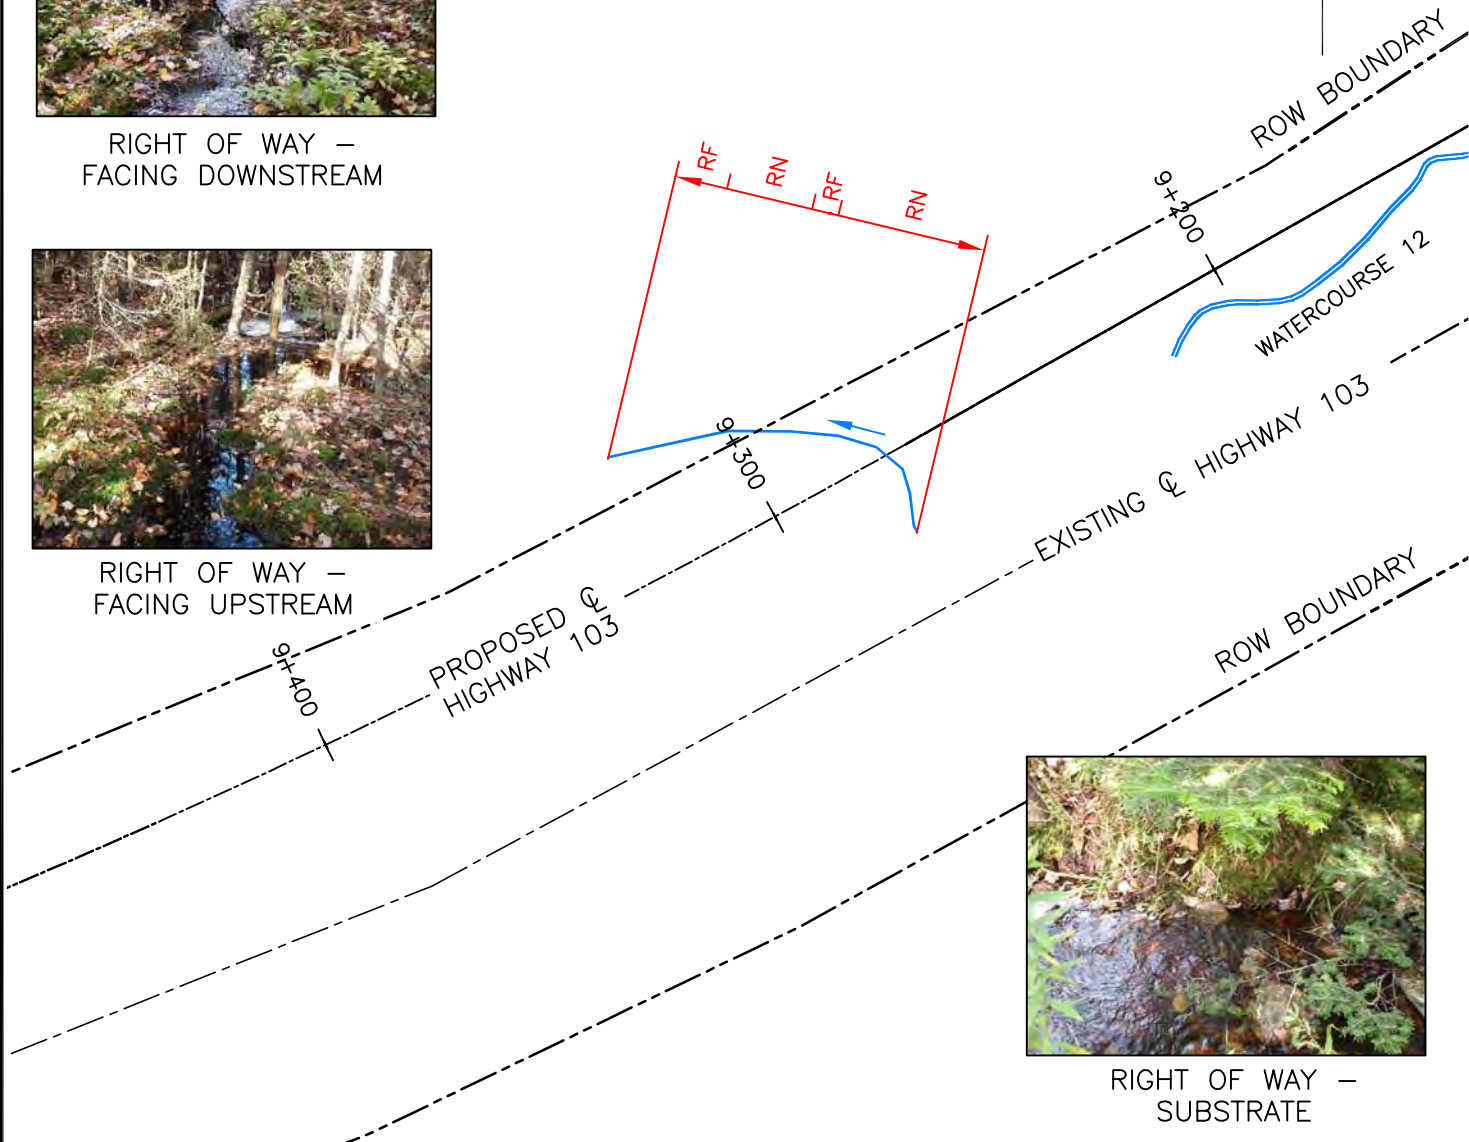 RIGHT OF WAY –
FACING DOWNSTREAM
RIGHT OF WAY –
FACING UPSTREAM
RF
RN
RF
RN
ROW BOUNDARY
9+200
WATERCOURSE 12
9+300
EXISTING ℄ HIGHWAY 103
PROPOSED ℄
HIGHWAY 103
9+400
ROW BOUNDARY
RIGHT OF WAY –
SUBSTRATE